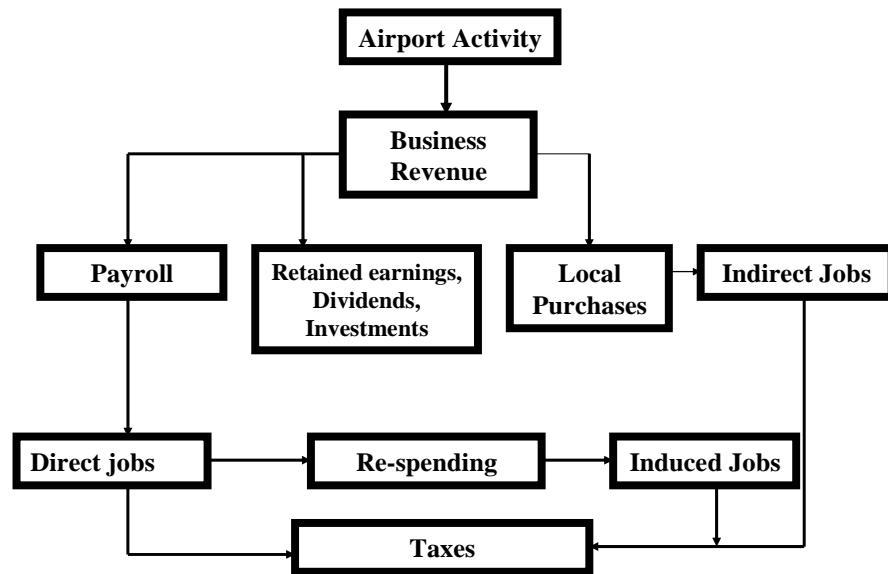 Airport Activity
Business
Revenue
Payroll
Retained earnings,
Dividends,
Investments
Local
Purchases
Indirect Jobs
Direct jobs
Re-spending
Induced Jobs
Taxes